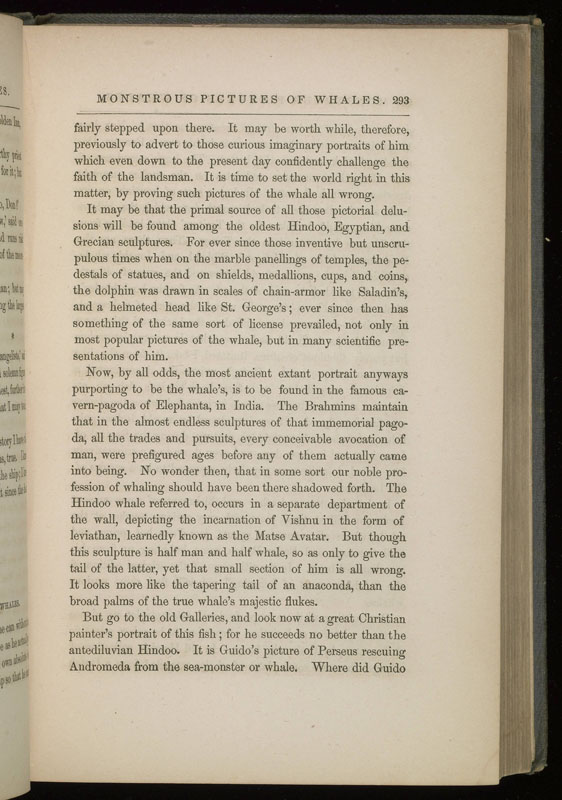 MONSTROUS PICTURES OF WHALES. 293
fairly stepped upon there. It may be worth while, therefore,
previously to advert to those curious imaginary portraits of him
which even down to the present day confidently challenge the
faith of the landsman. It is time to set the world right in this
matter, by proving such pictures of the whale all wrong.
It may be that the primal source of all those pictorial delu-
sions will be found among the oldest Hindoo, Egyptian, and
Grecian sculptures. For ever since those inventive but unscru-
pulous times when on the marble panellings of temples, the pe-
destals of statues, and on shields, medallions, cups, and coins,
the dolphin was drawn in scales of chain-armor like Saladin's,
and a helmeted head like St. George's; ever since then has
something of the same sort of license prevailed, not only in
most popular pictures of the whale, but in many scientific pre-
sentations of him.
Now, by all odds, the most ancient extant portrait anyways
purporting to be the whale's, is to be found in the famous ca-
vern-pagoda of Elephanta, in India. The Brahmins maintain
that in the almost endless sculptures of that immemorial pago-
da, all the trades and pursuits, every conceivable avocation of
man, were prefigured ages before any of them actually came
into being. No wonder then, that in some sort our noble pro-
fession of whaling should have been there shadowed forth. The
Hindoo whale referred to, occurs in a separate department of
the wall, depicting the incarnation of Vishnu in the form of
leviathan, learnedly known as the Matse Avatar. But though
this sculpture is half man and half whale, so as only to give the
tail of the latter, yet that small section of him is all wrong.
It looks more like the tapering tail of an anaconda, than the
broad palms of the true whale's majestic flukes.
But go to the old Galleries, and look now at a great Christian
painter's portrait of this fish; for he succeeds no better than the
antediluvian Hindoo. It is Guido's picture of Perseus rescuing
Andromeda from the sea-monster or whale. Where did Guido